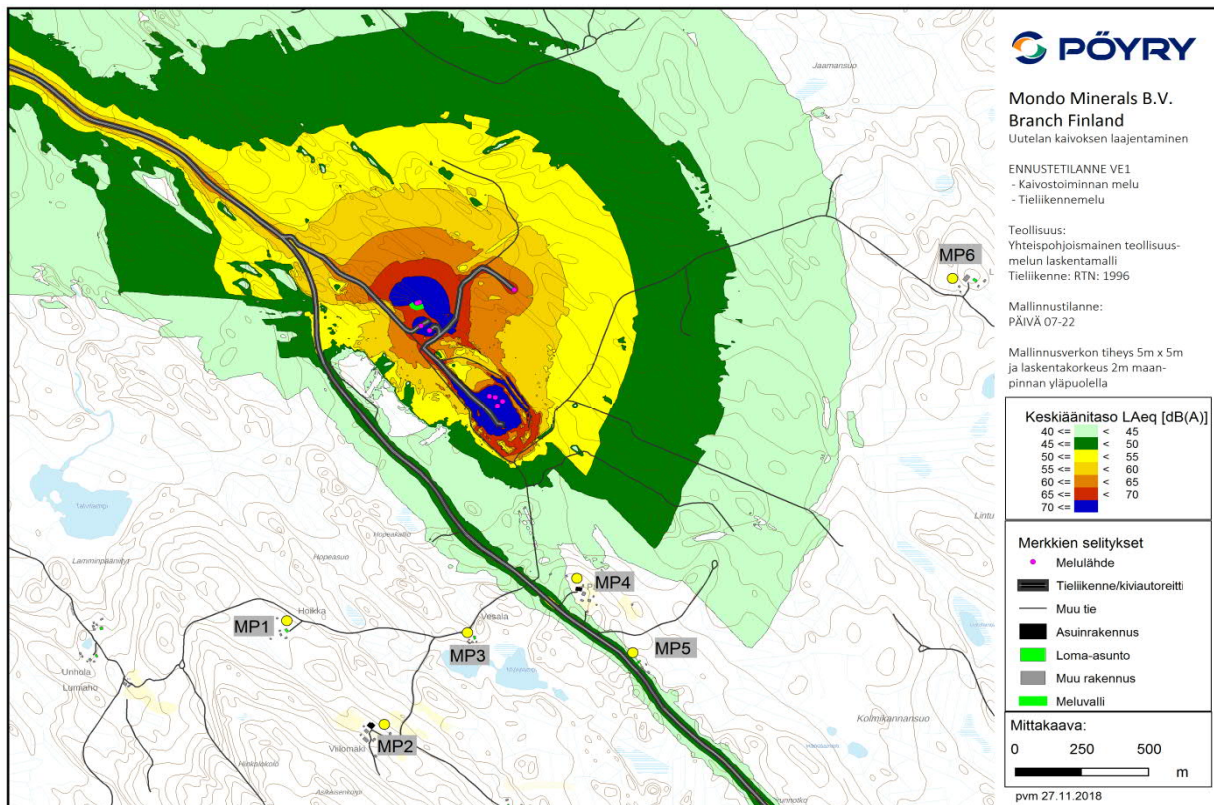 PÖYRY
Mondo Minerals B.V.
Branch Finland
Uutelan kaivoksen laajentaminen
ENNUSTETILANNE VE1
- Kaivostoiminnan melu
- Tieliikennemelu
Teollisuus:
Yhteispohjoismainen teollisuus-
melun laskentamalli
Tieliikenne: RTN: 1996
Mallinnustilanne:
PÄIVÄ 07-22
Mallinnusverkon tiheys 5m x 5m
ja laskentakorkeus 2m maan-
pinnan yläpuolella
Keskiäänitaso LAeq [dB(A)]
40 <= < 45
45 <= < 50
50 <= < 55
55 <= < 60
60 <= < 65
65 <= < 70
70 <=
Merkkien selitykset
Melulähde
Tieliikenne/kiviautoreitti
Muu tie
Asuinrakennus
Loma-asunto
Muu rakennus
Meluvalli
Mittakaava:
0 250 500
m
pvm 27.11.2018
Jaamansuo
MP6
Lintu
Hopeakallio
Lamminpäänniityt
Hopeasuo
MP4
Hoikka
MP1
Vesala
MP3
MP5
Unhola
Lumiaho
Kolmikannansuo
MP2